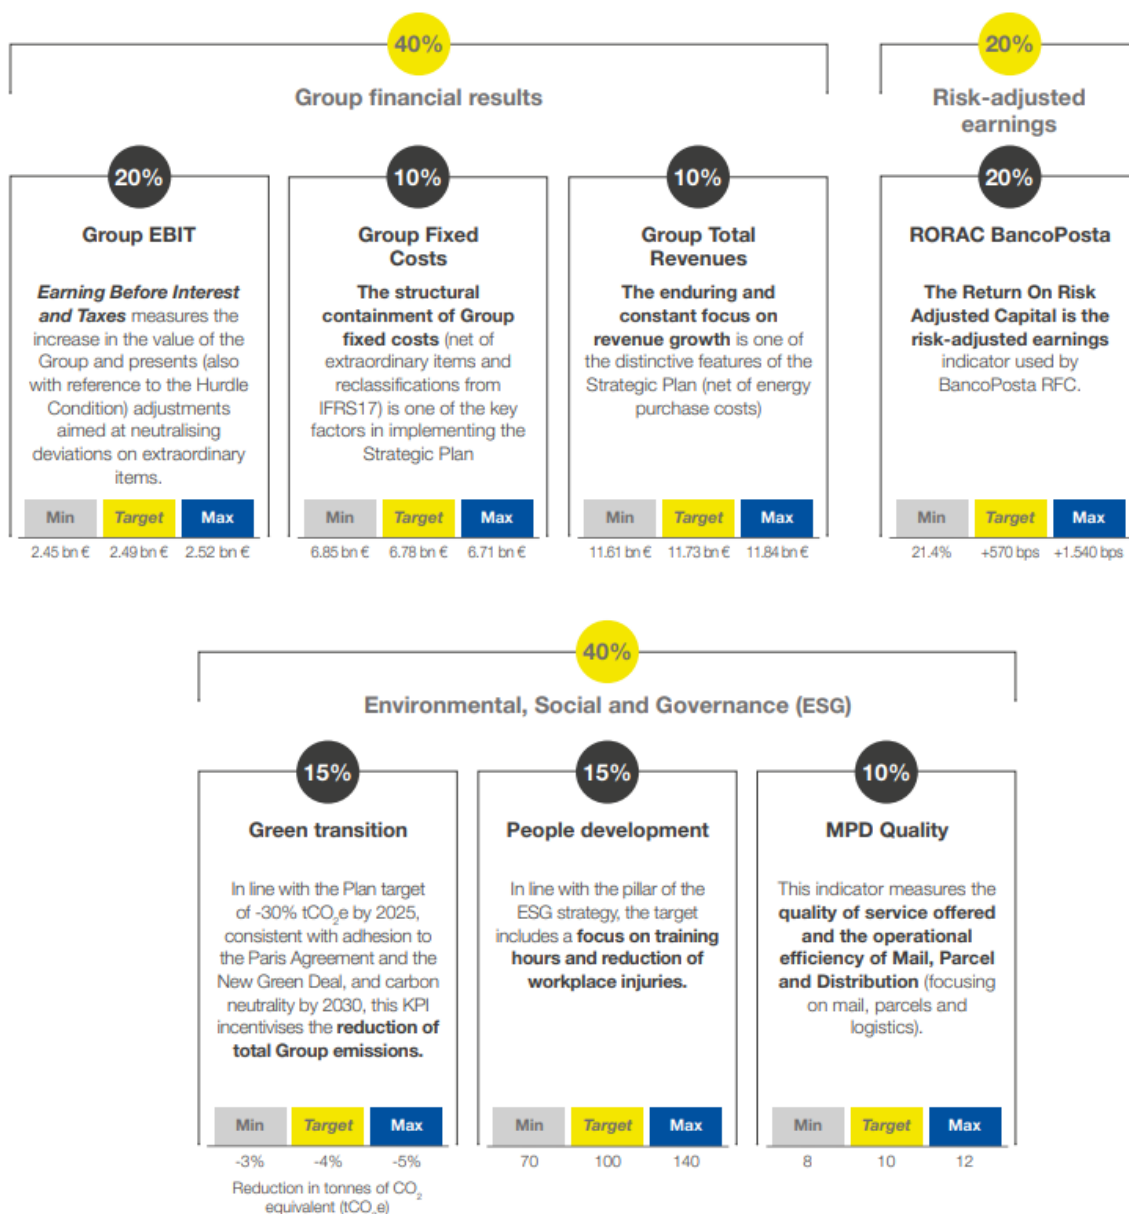 40%
Group financial results
20%
Group EBIT
Earning Before Interest
and Taxes measures the
increase in the value of the
Group and presents (also
with reference to the Hurdle
Condition) adjustments
aimed at neutralising
deviations on extraordinary
items.
Min Target Max
2.45 bn € 2.49 bn € 2.52 bn €
10%
Group Fixed
Costs
The structural
containment of Group
fixed costs (net of
extraordinary items and
reclassifications from
IFRS17) is one of the key
factors in implementing the
Strategic Plan
Min Target Max
6.85 bn € 6.78 bn € 6.71 bn €
10%
Group Total
Revenues
The enduring and
constant focus on
revenue growth is one of
the distinctive features of the
Strategic Plan (net of energy
purchase costs)
Min Target Max
11.61 bn € 11.73 bn € 11.84 bn €
20%
Risk-adjusted
earnings
20%
RORAC BancoPosta
The Return On Risk
Adjusted Capital is the
risk-adjusted earnings
indicator used by
BancoPosta RFC.
Min Target Max
21.4% +570 bps +1.540 bps
40%
Environmental, Social and Governance (ESG)
15%
Green transition
In line with the Plan target
of -30% tCO₂e by 2025,
consistent with adhesion to
the Paris Agreement and the
New Green Deal, and carbon
neutrality by 2030, this KPI
incentivises the reduction of
total Group emissions.
Min Target Max
-3% -4% -5%
Reduction in tonnes of CO₂
equivalent (tCO₂e)
15%
People development
In line with the pillar of the
ESG strategy, the target
includes a focus on training
hours and reduction of
workplace injuries.
Min Target Max
70 100 140
10%
MPD Quality
This indicator measures the
quality of service offered
and the operational
efficiency of Mail, Parcel
and Distribution (focusing
on mail, parcels and
logistics).
Min Target Max
8 10 12